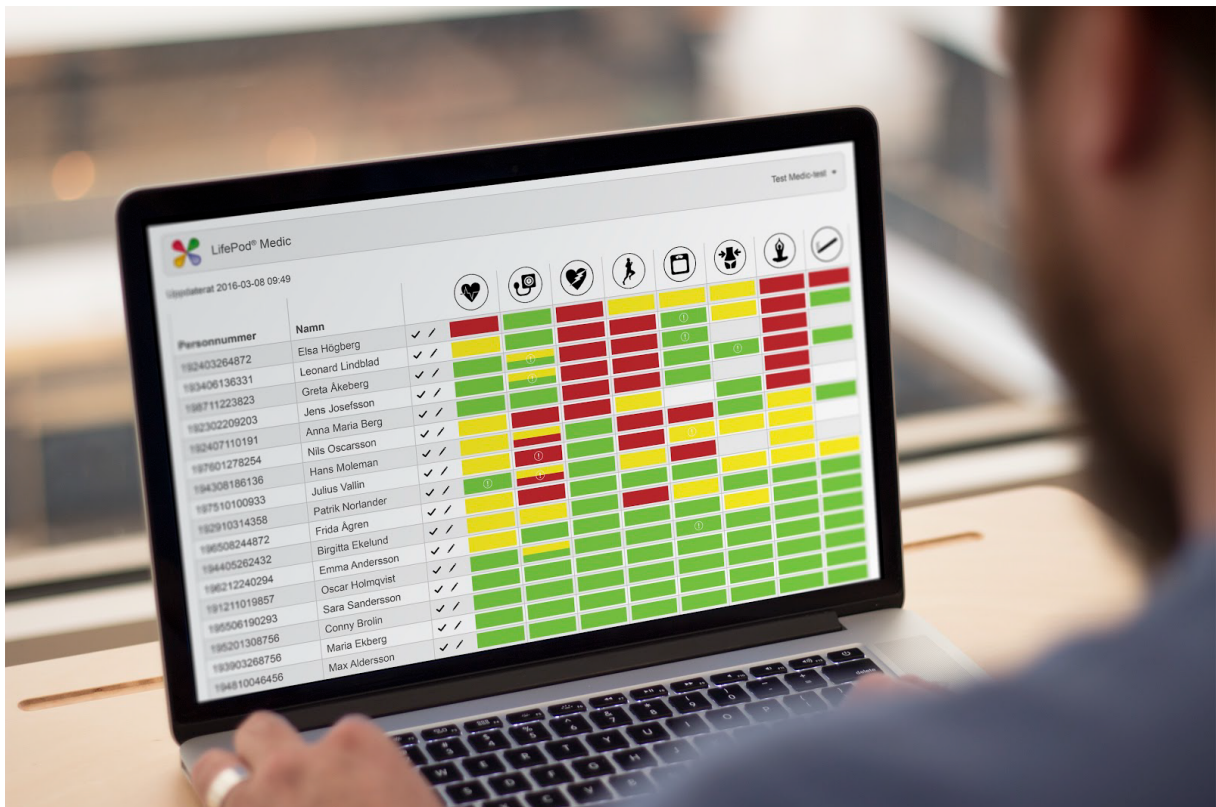 LifePod® Medic
Test Medic-test
Uppdaterat 2016-03-08 09:49
Personnummer Namn
192403264872 Elsa Högberg
193406136331 Leonard Lindblad
198711223823 Greta Åkeberg
192302209203 Jens Josefsson
192407110191 Anna Maria Berg
197601278254 Nils Oscarsson
194308186136 Hans Moleman
197510100933 Julius Vallin
192910314358 Patrik Norlander
196508244872 Frida Ågren
194405262432 Birgitta Ekelund
196212240294 Emma Andersson
191211019857 Oscar Holmqvist
195506190293 Sara Sandersson
195201308756 Conny Brolin
193903268756 Maria Ekberg
194810046456 Max Aldersson
delete